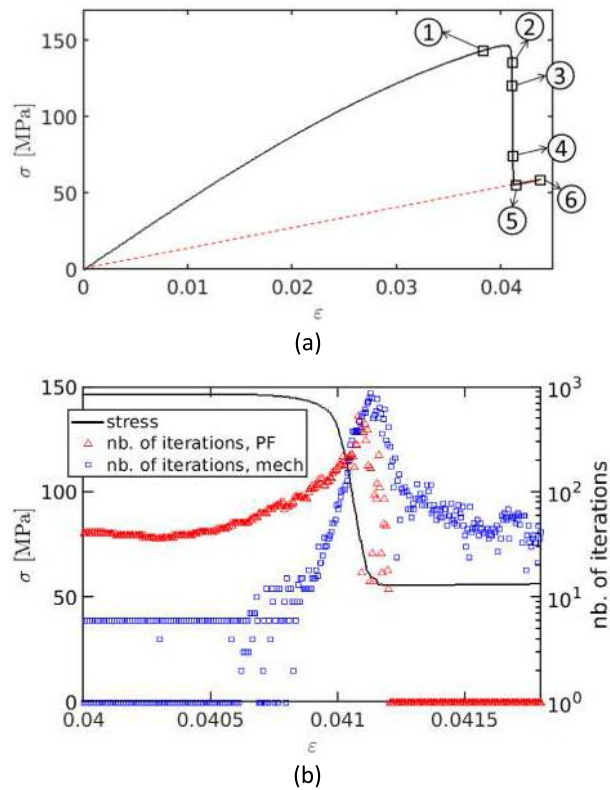 150
100
50
0
σ [MPa]
0
0.01
0.02
0.03
0.04
ε
1
2
3
4
5
6
(a)
150
100
50
0
σ [MPa]
stress
nb. of iterations, PF
nb. of iterations, mech
10³
10²
10¹
10⁰
nb. of iterations
0.04
0.0405
0.041
0.0415
ε
(b)